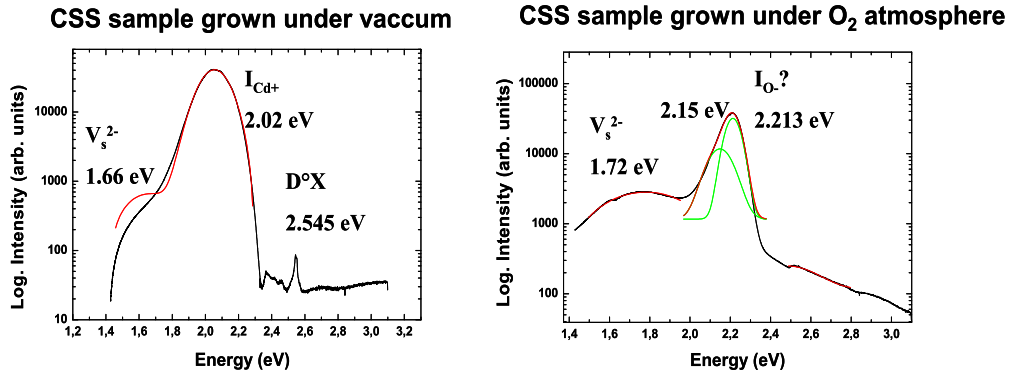 CSS sample grown under vaccum
CSS sample grown under O₂ atmosphere
Log. Intensity (arb. units)
10000
1000
100
10
I_Cd+
2.02 eV
V_s^2-
1.66 eV
D°X
2.545 eV
1,2 1,4 1,6 1,8 2,0 2,2 2,4 2,6 2,8 3,0 3,2
Energy (eV)
Log. Intensity (arb. units)
100000
10000
1000
100
I_O-?
2.15 eV
2.213 eV
V_s^2-
1.72 eV
1,4 1,6 1,8 2,0 2,2 2,4 2,6 2,8 3,0
Energy (eV)